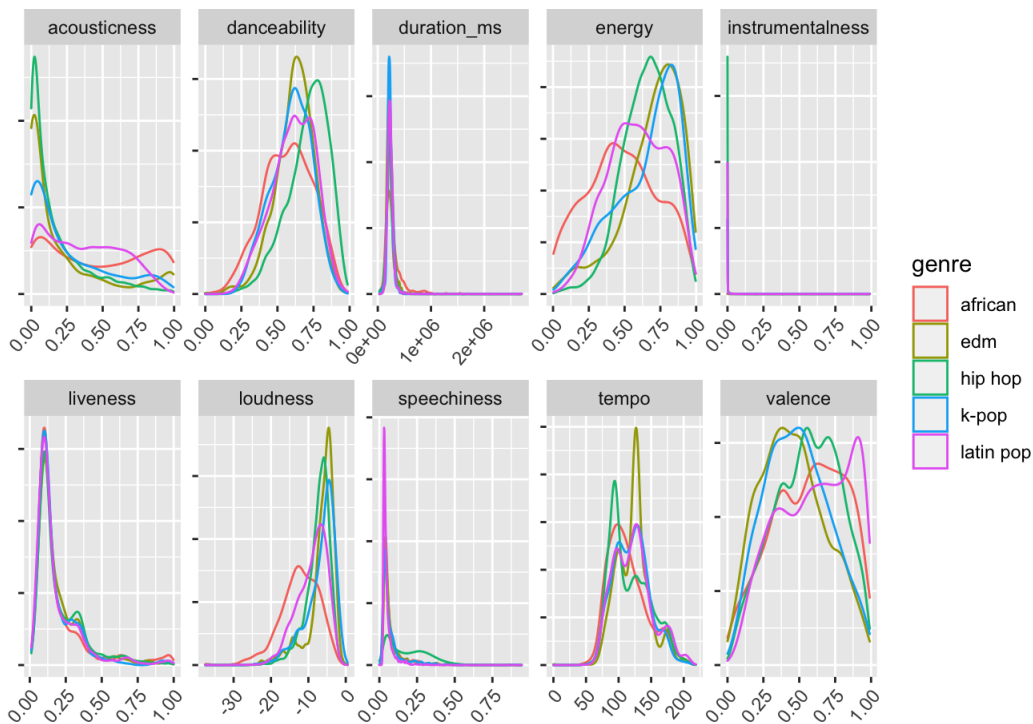 acousticness danceability duration_ms energy instrumentalness
0.00 0.25 0.50 0.75 1.00 0.00 0.25 0.50 0.75 1.00 0e+00 1e+06 2e+06 0.00 0.25 0.50 0.75 1.00 0.00 0.25 0.50 0.75 1.00
liveness loudness speechiness tempo valence
0.00 0.25 0.50 0.75 1.00 -30 -20 -10 0 0.00 0.25 0.50 0.75 0 50 100 150 200 0.00 0.25 0.50 0.75 1.00
genre
african
edm
hip hop
k-pop
latin pop